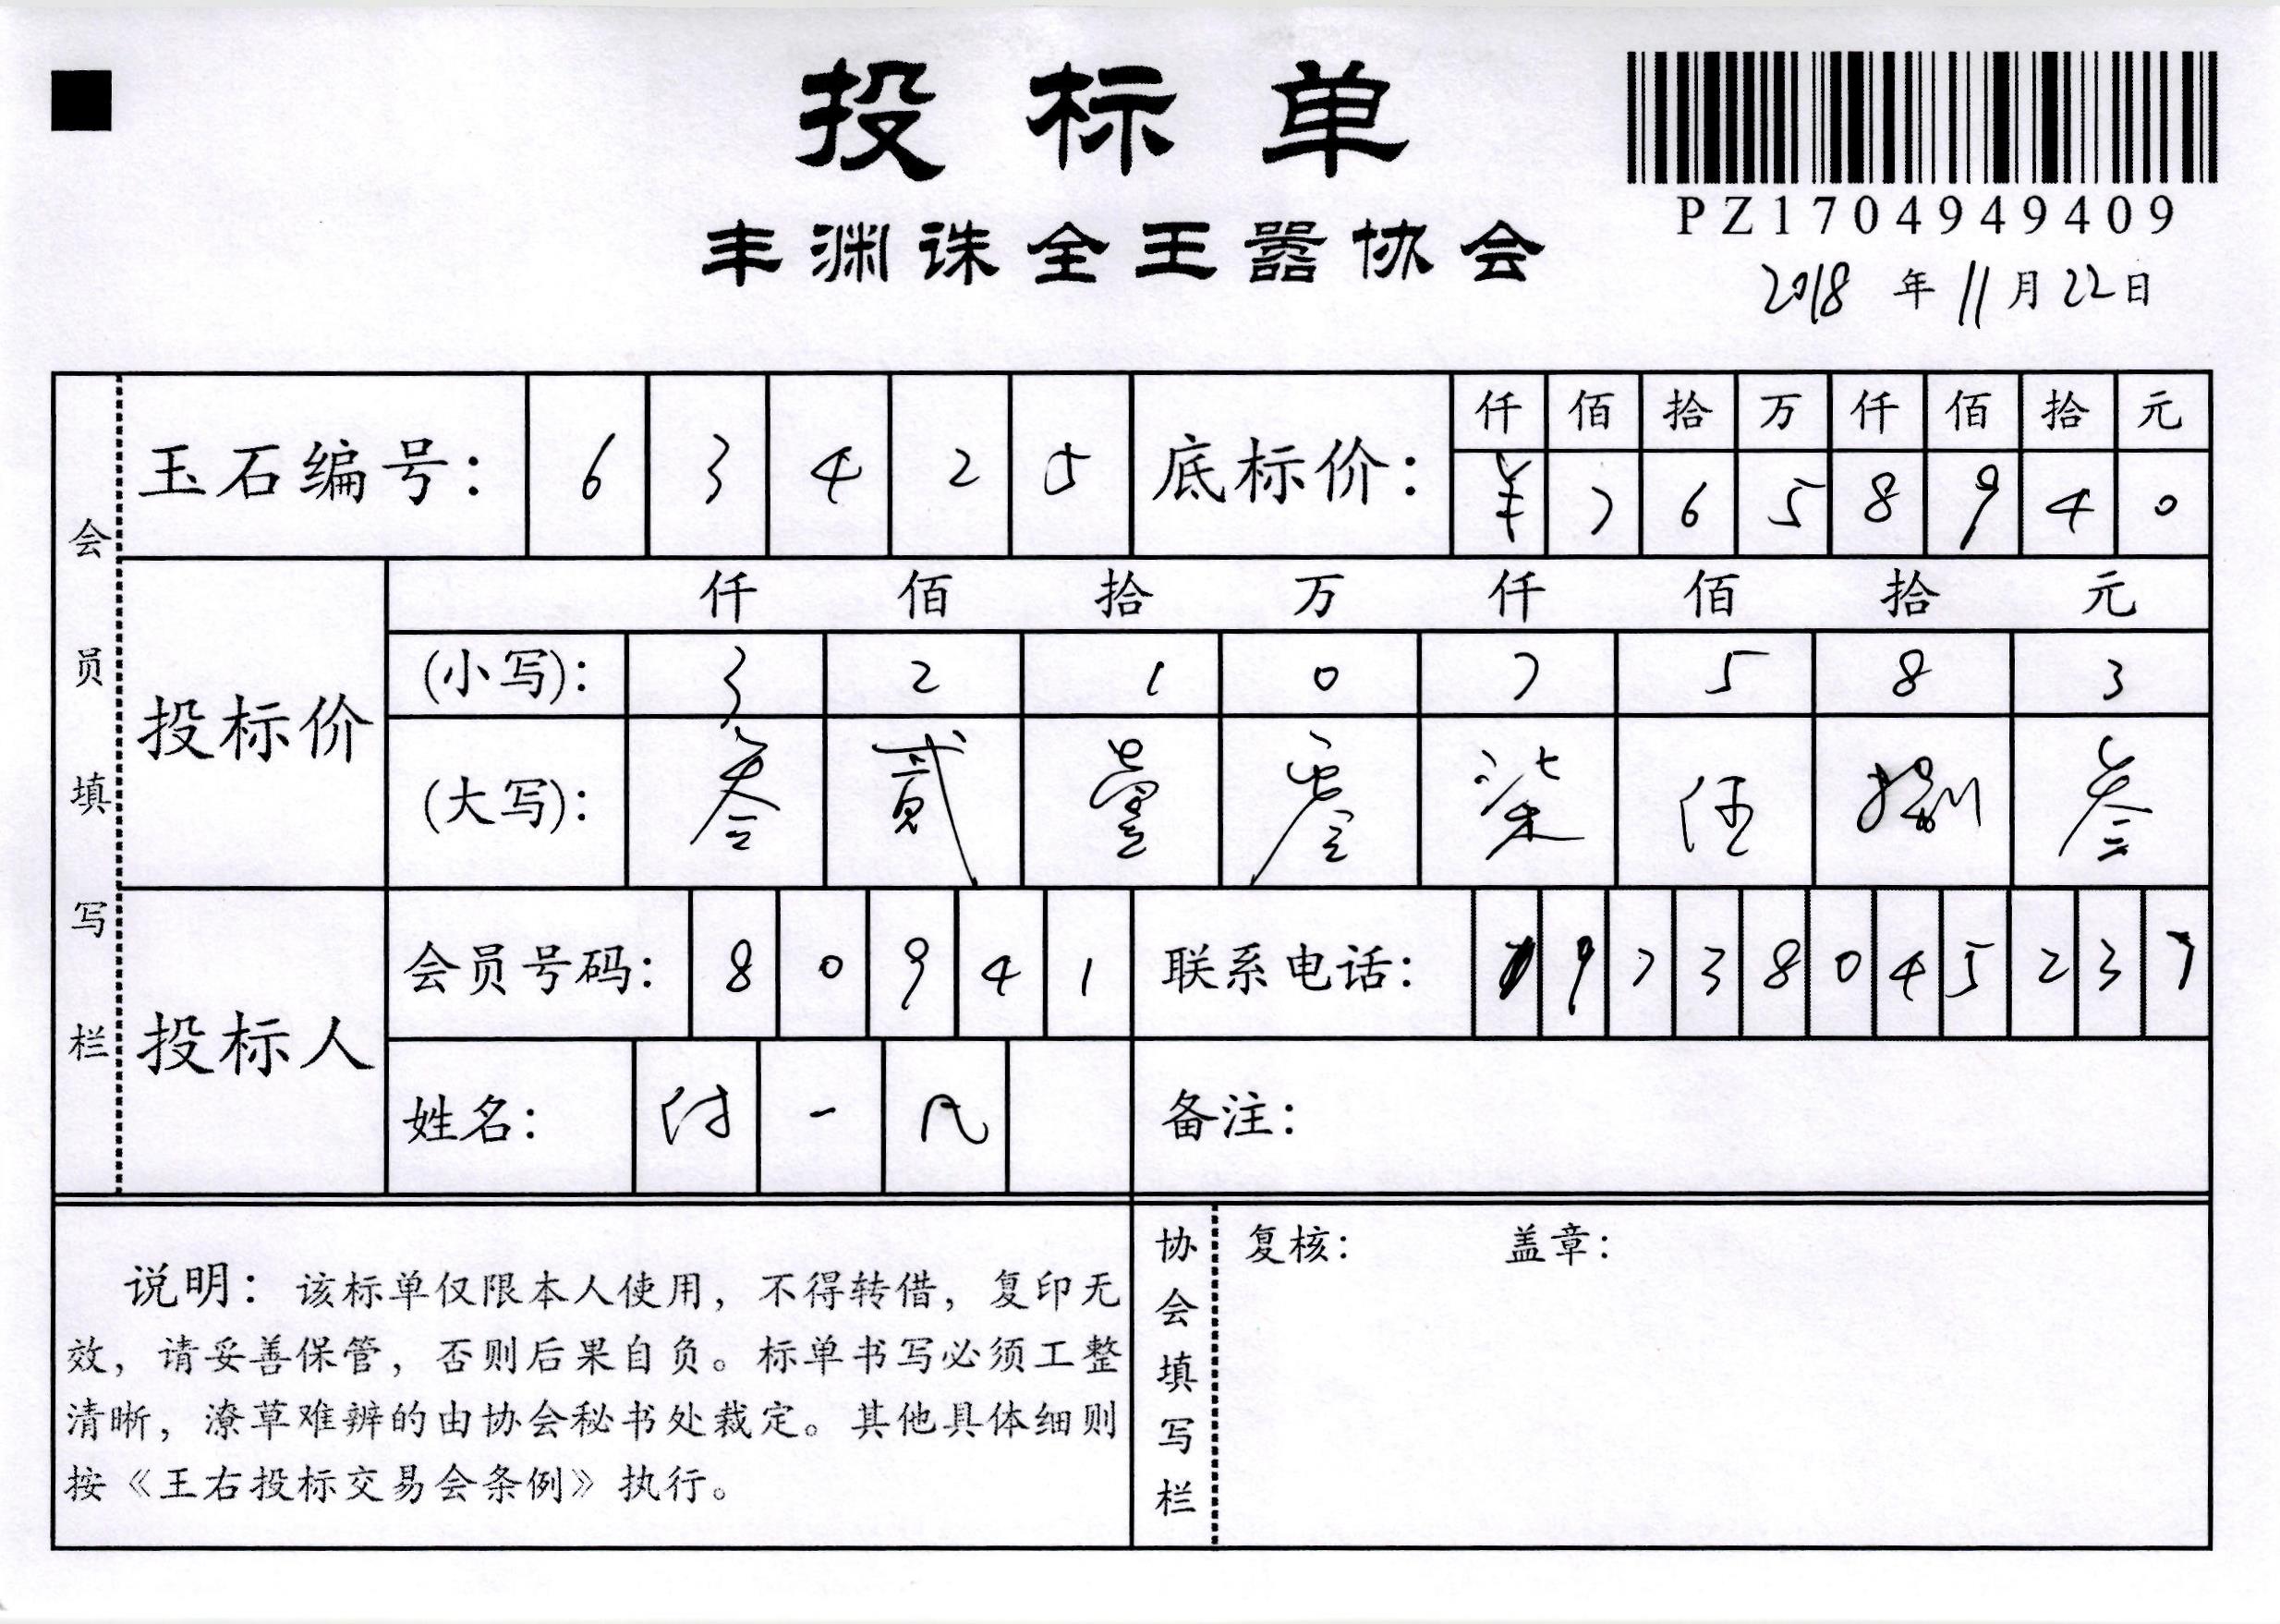 投标单
丰渊诛全王嚣协会
PZ1704949409
2018 年 11 月 22 日
会员填写栏
玉石编号： 6 3 4 2 5
底标价： 仟 佰 拾 万 仟 佰 拾 元
¥ 7 6 5 8 9 4 0
投标价
仟 佰 拾 万 仟 佰 拾 元
(小写)： 3 2 1 0 7 5 8 3
(大写)： 叁 贰 壹 零 柒 伍 捌 叁
投标人
会员号码： 8 0 9 4 1
联系电话： 1 9 7 3 8 0 4 5 2 3 7
姓名： 付 一 凡
备注：
说明：该标单仅限本人使用，不得转借，复印无
效，请妥善保管，否则后果自负。标单书写必须工整
清晰，潦草难辨的由协会秘书处裁定。其他具体细则
按《王右投标交易会条例》执行。
协会填写栏
复核： 盖章：